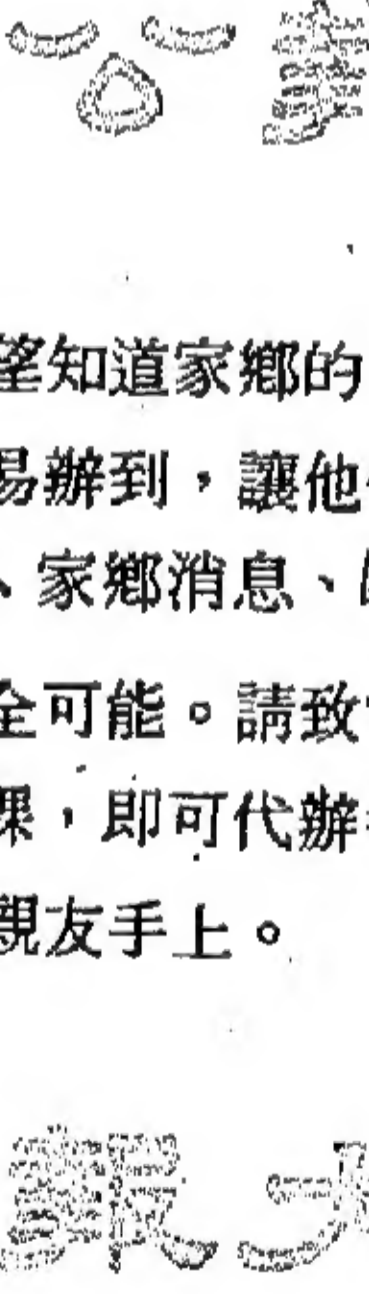 望知道家鄉的
易辦到，讓他
、家鄉消息、
全可能。請致
課，即可代辦
親友手上。
報